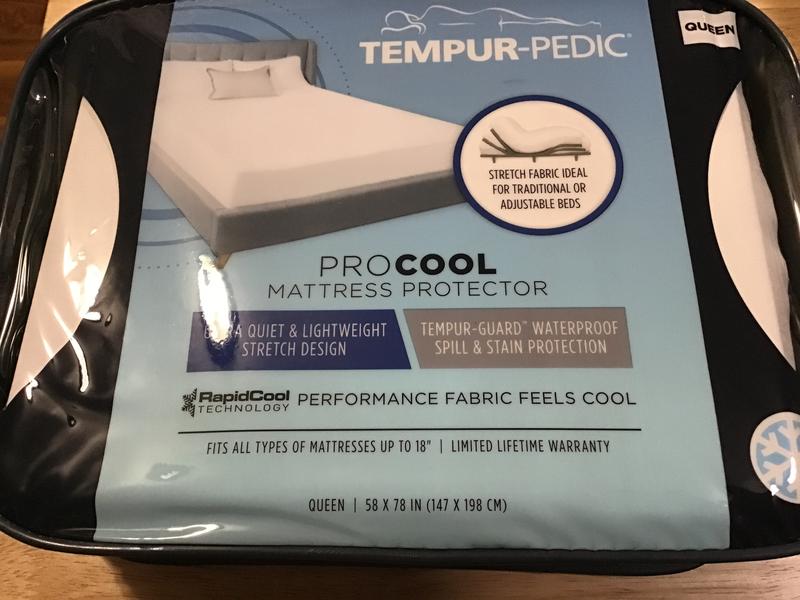 TEMPUR-PEDIC®
QUEEN
STRETCH FABRIC IDEAL
FOR TRADITIONAL OR
ADJUSTABLE BEDS
PROCOOL
MATTRESS PROTECTOR
QUIET & LIGHTWEIGHT
STRETCH DESIGN
TEMPUR-GUARD™ WATERPROOF
SPILL & STAIN PROTECTION
RapidCool
TECHNOLOGY
PERFORMANCE FABRIC FEELS COOL
FITS ALL TYPES OF MATTRESSES UP TO 18" | LIMITED LIFETIME WARRANTY
QUEEN | 58 X 78 IN (147 X 198 CM)